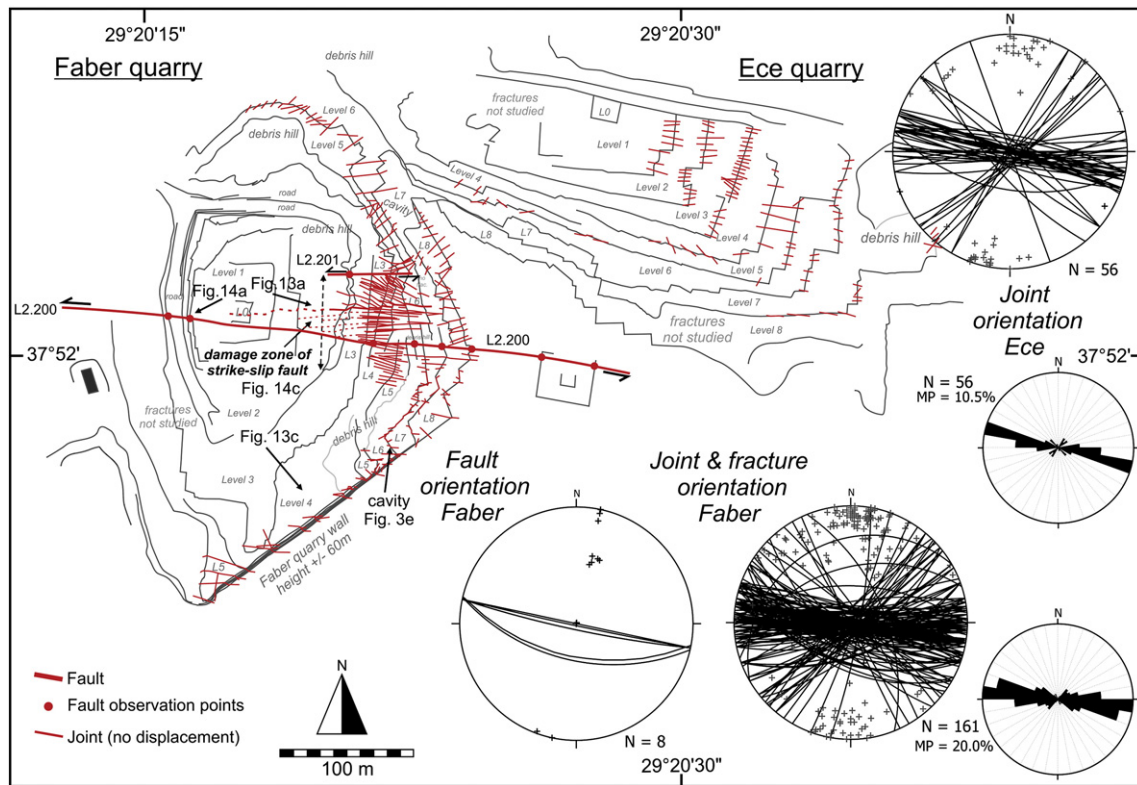 29°20'15"
29°20'30"
Faber quarry
Ece quarry
debris hill
N
fractures
not studied
L0
Level 1
Level 6
debris hill
Level 5
Level 4
Level 2
Level 3
Level 4
L7
cavity
L8
L8
L7
Level 6
Level 5
debris hill
road
road
debris hill
Level 7
N = 56
L2.201
L3
Level 1
Fig.13a
Fig.14a
road
L0
L6
Level 8
fractures
not studied
Joint
orientation
Ece
L2.200
L2.200
37°52'
37°52'
damage zone of
strike-slip fault
Fig. 14c
L3
L4
L5
N = 56
MP = 10.5%
N
fractures
not studied
Level 2
Fig. 13c
debris hill
L8
L7
L6
L5
Level 3
Level 4
cavity
Fig. 3e
Fault
orientation
Faber
Joint & fracture
orientation
Faber
N
N
L5
Faber quarry wall
height +/- 60m
N
Fault
Fault observation points
Joint (no displacement)
N
100 m
N = 8
N = 161
MP = 20.0%
29°20'30"